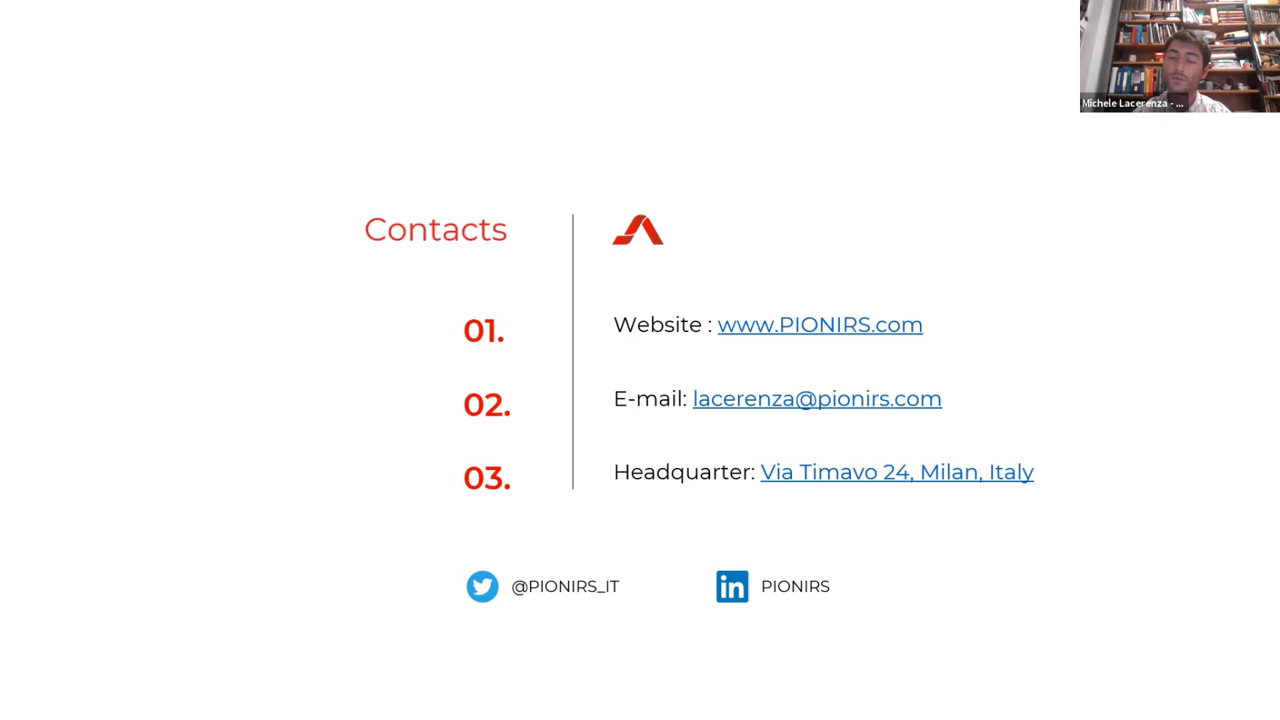 Michele Lacerenza - ...
Contacts
01.
Website : www.PIONIRS.com
02.
E-mail: lacerenza@pionirs.com
03.
Headquarter: Via Timavo 24, Milan, Italy
@PIONIRS_IT
in PIONIRS